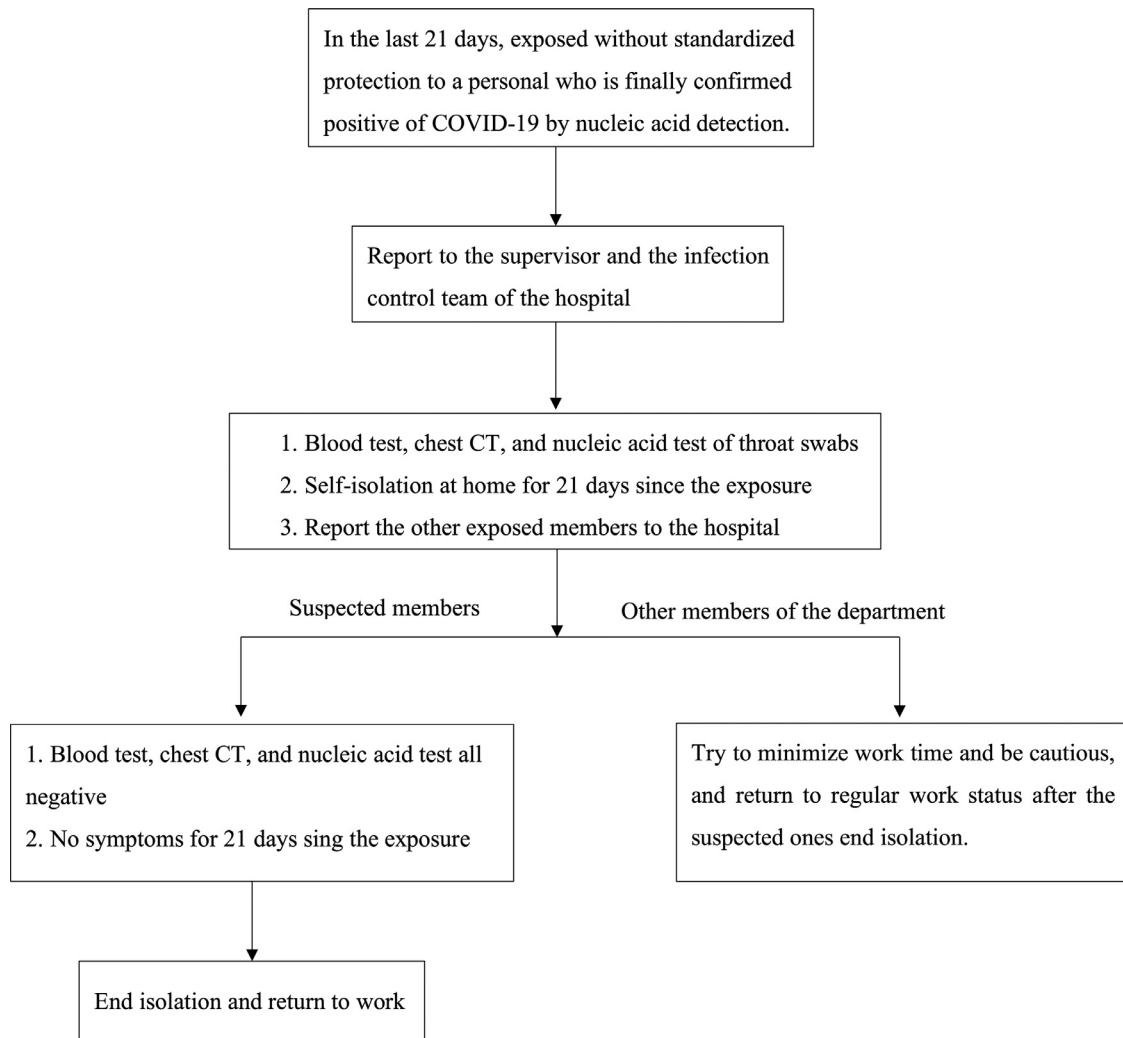 In the last 21 days, exposed without standardized
protection to a personal who is finally confirmed
positive of COVID-19 by nucleic acid detection.
Report to the supervisor and the infection
control team of the hospital
1. Blood test, chest CT, and nucleic acid test of throat swabs
2. Self-isolation at home for 21 days since the exposure
3. Report the other exposed members to the hospital
Suspected members
Other members of the department
1. Blood test, chest CT, and nucleic acid test all
negative
2. No symptoms for 21 days sing the exposure
Try to minimize work time and be cautious,
and return to regular work status after the
suspected ones end isolation.
End isolation and return to work